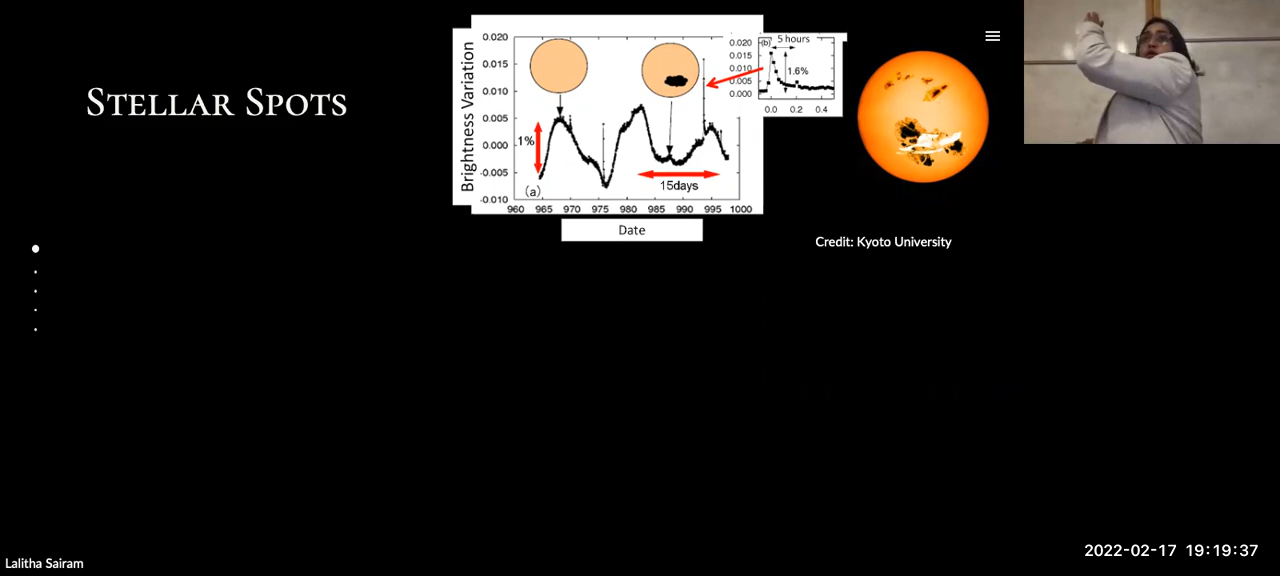 STELLAR SPOTS
Brightness Variation
0.020
0.015
0.010
0.005
0.000
-0.005
-0.010
1%
(a)
15days
960 965 970 975 980 985 990 995 1000
Date
(b)
5 hours
0.020
0.015
0.010
0.005
0.000
1.6%
0.0 0.2 0.4
Credit: Kyoto University
Lalitha Sairam
2022-02-17 19:19:37